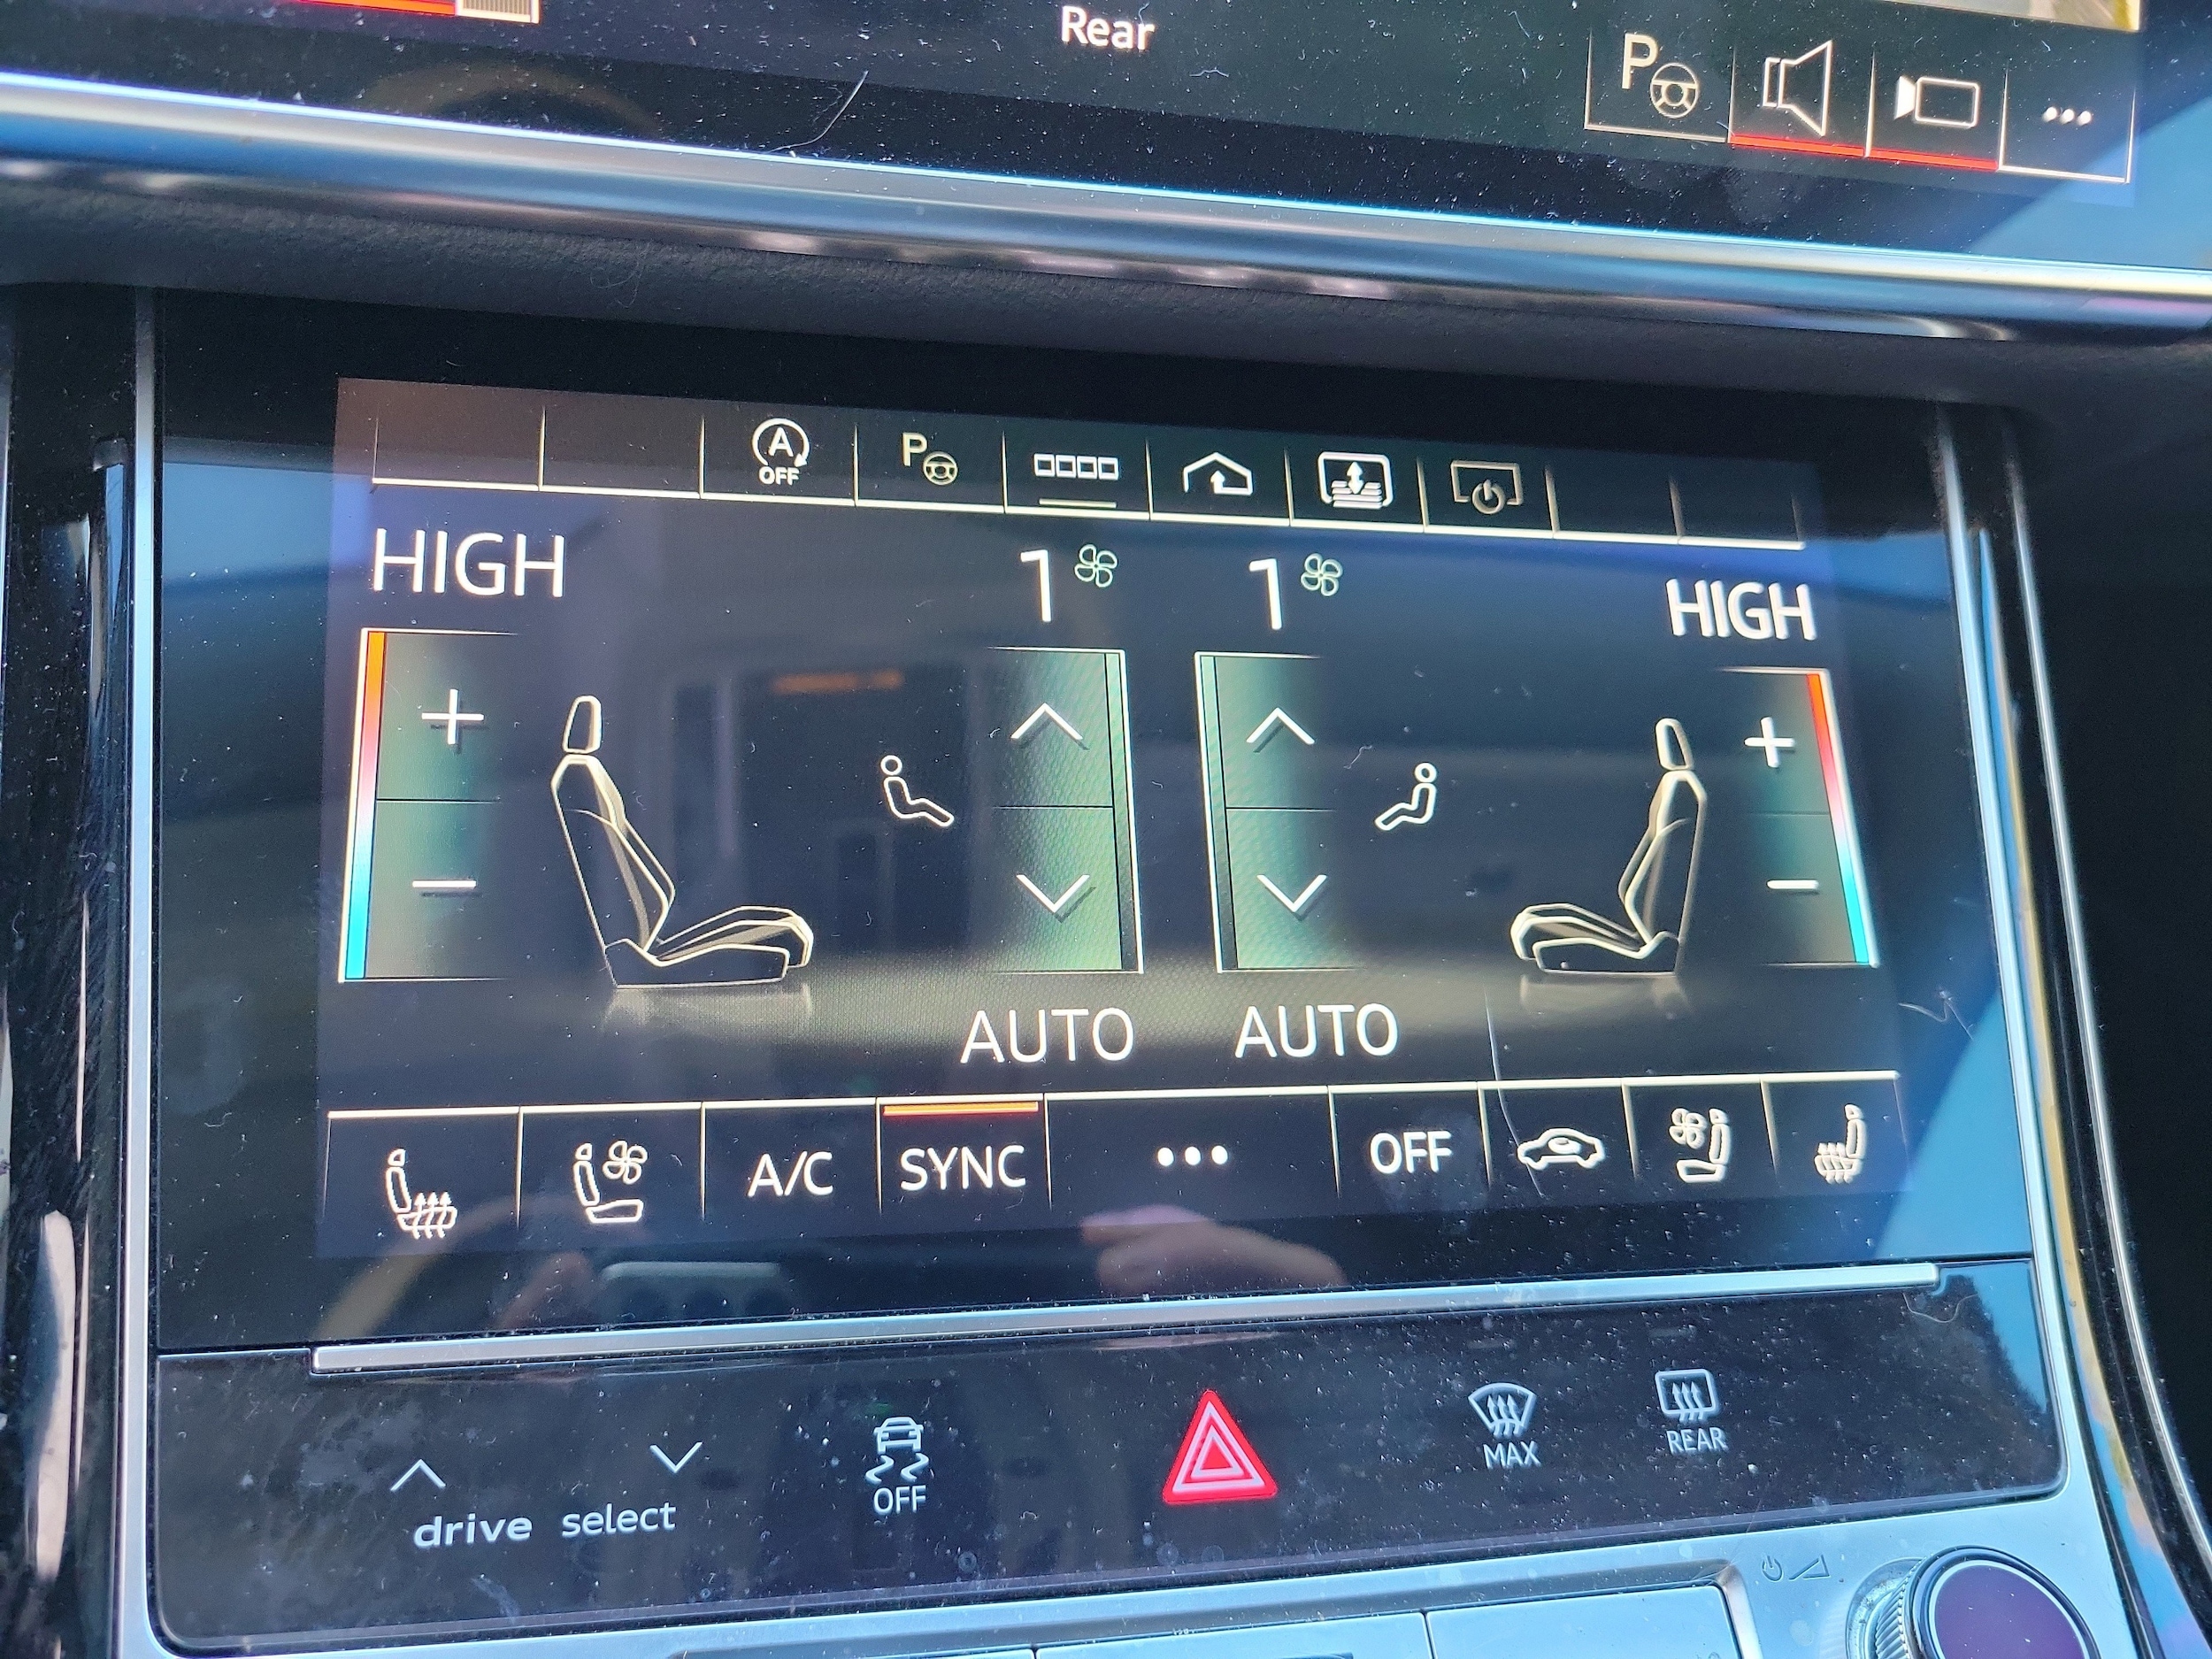 Rear
P
A
OFF
P
HIGH 1 1 HIGH
AUTO AUTO
A/C SYNC OFF
drive select
OFF
MAX
REAR